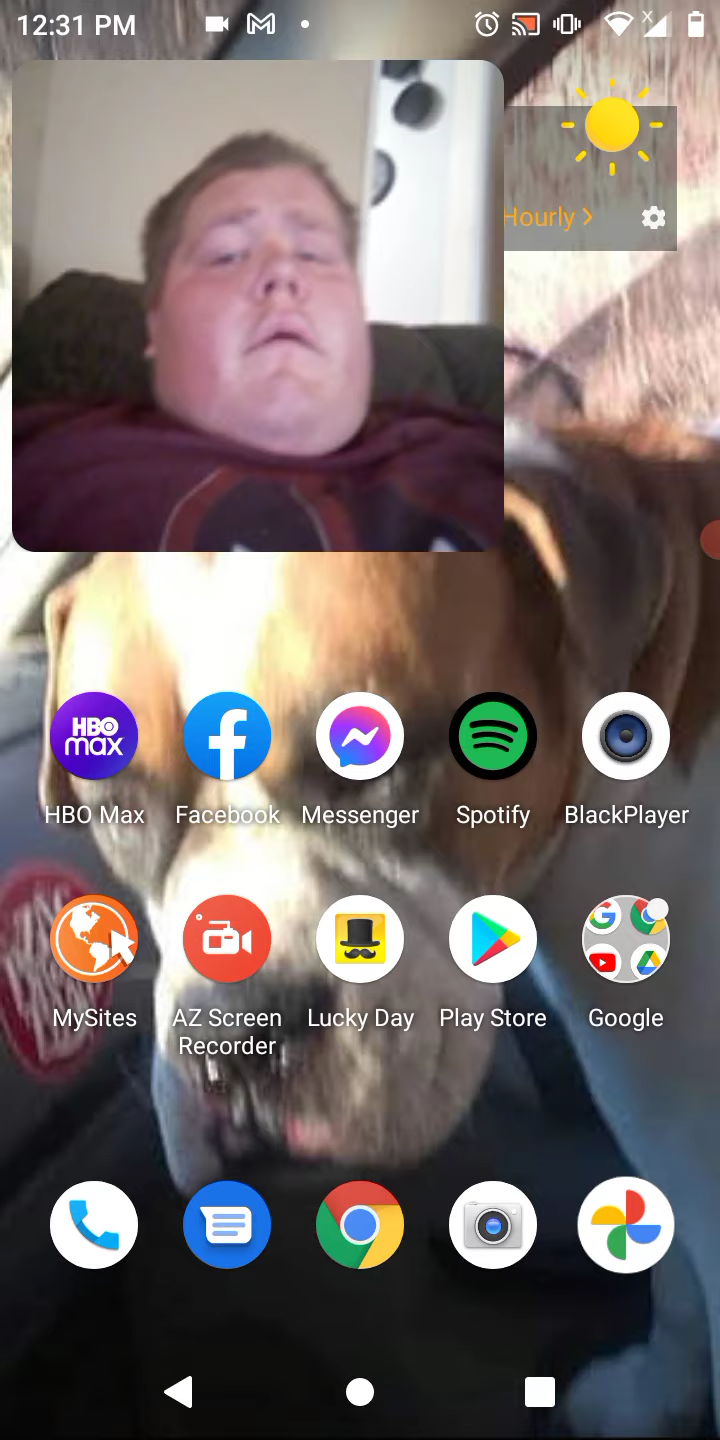 12:31 PM
Hourly
HBO
max
HBO Max
Facebook
Messenger
Spotify
BlackPlayer
MySites
AZ Screen
Recorder
Lucky Day
Play Store
Google